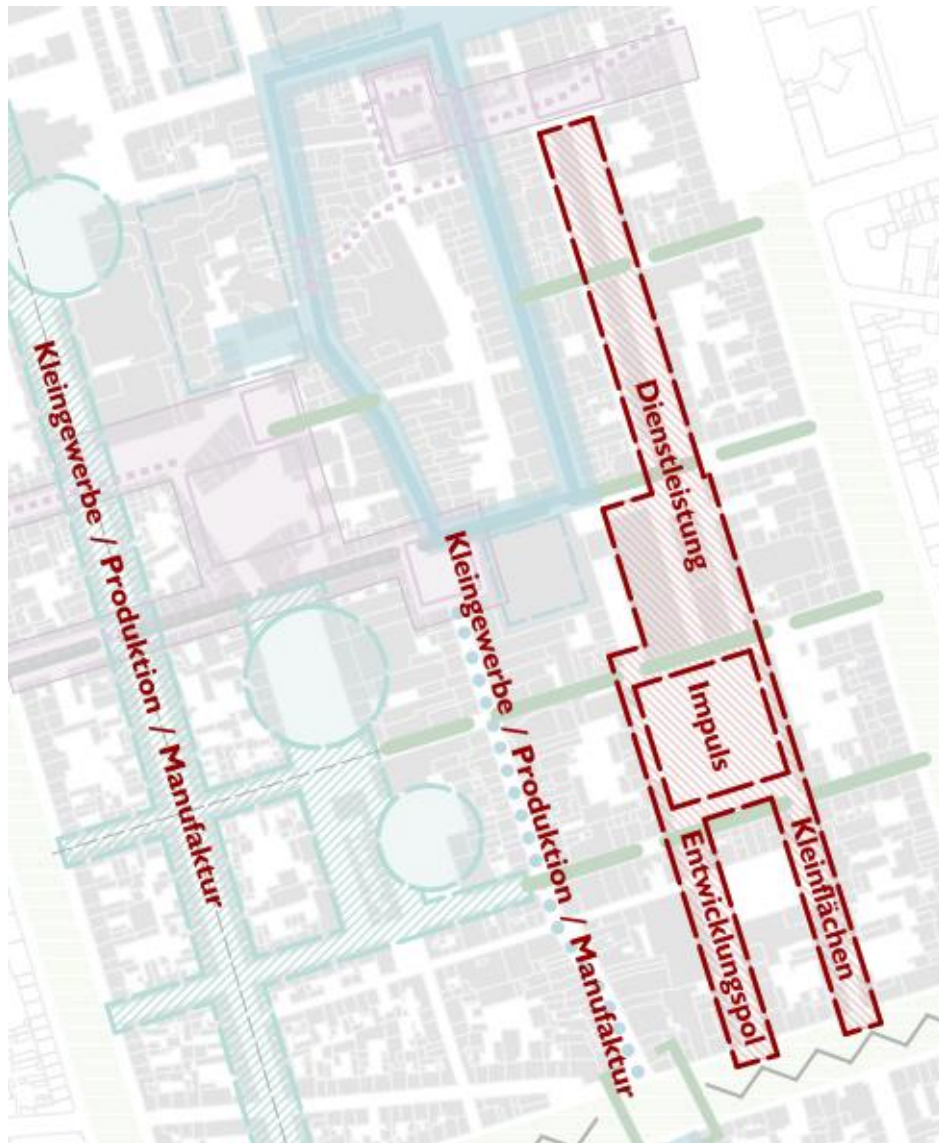 Kleingewerbe / Produktion / Manufaktur
Kleingewerbe / Produktion / Manufaktur
Dienstleistung
Impuls
Entwicklungspol
Kleinflächen